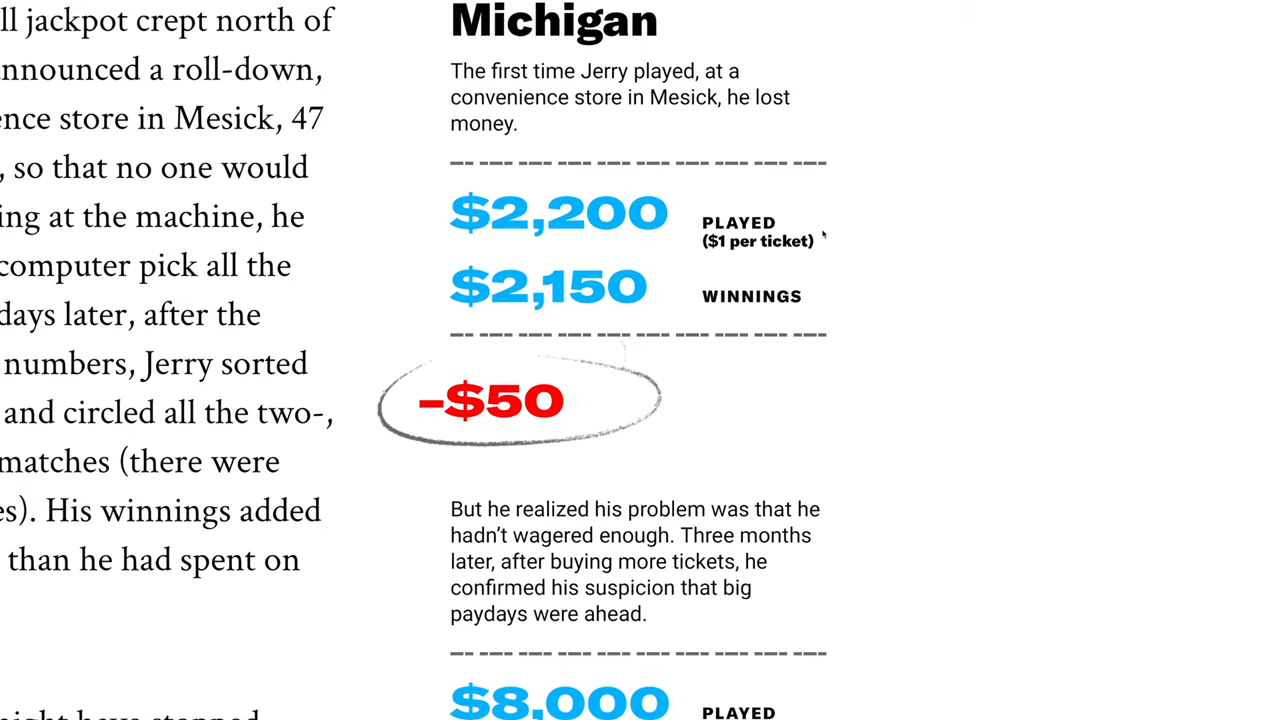 ll jackpot crept north of
nnounced a roll-down,
ence store in Mesick, 47
, so that no one would
ing at the machine, he
computer pick all the
days later, after the
numbers, Jerry sorted
and circled all the two-,
matches (there were
es). His winnings added
than he had spent on
might have stopped
Michigan
The first time Jerry played, at a
convenience store in Mesick, he lost
money.
$2,200 PLAYED
($1 per ticket)
$2,150 WINNINGS
–$50
But he realized his problem was that he
hadn't wagered enough. Three months
later, after buying more tickets, he
confirmed his suspicion that big
paydays were ahead.
$8,000 PLAYED